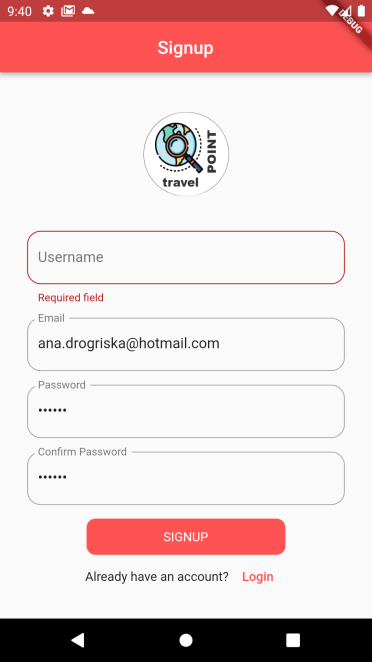 9:40
DEBUG
Signup
POINT
travel
Username
Required field
Email
ana.drogriska@hotmail.com
Password
••••••
Confirm Password
••••••
SIGNUP
Already have an account? Login